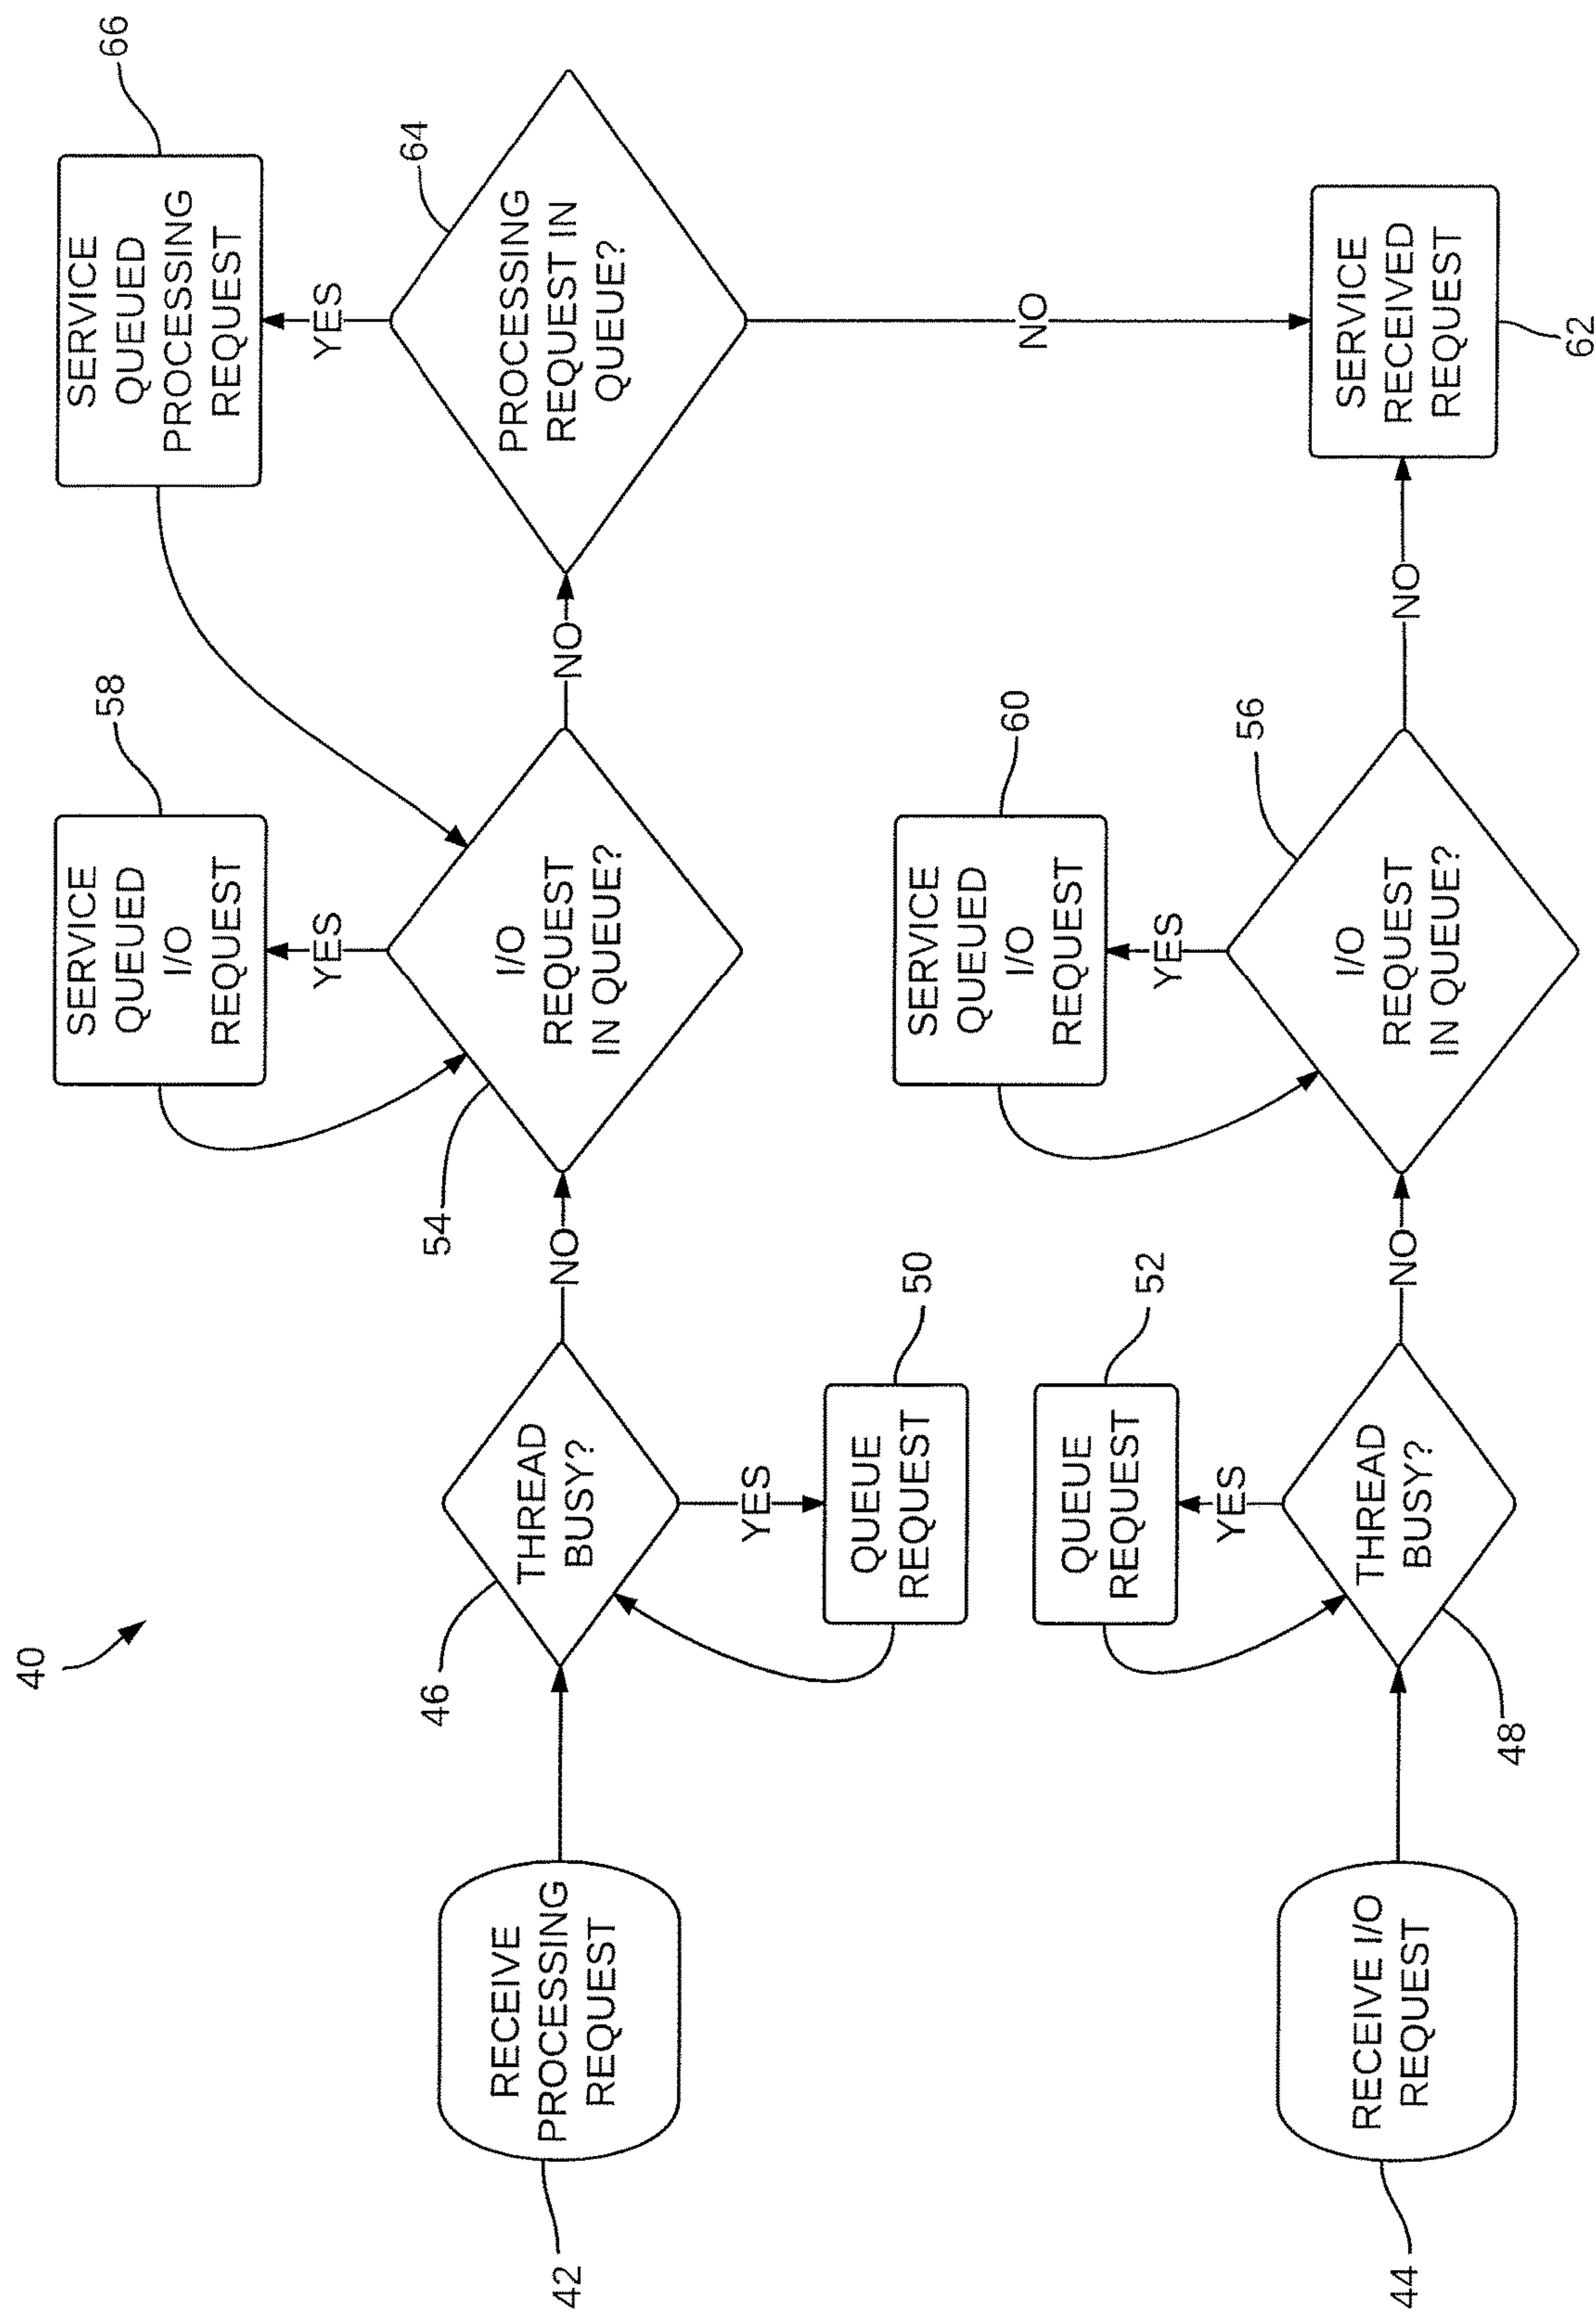 40
42
RECEIVE
PROCESSING
REQUEST
46
THREAD
BUSY?
YES
QUEUE
REQUEST
50
NO
54
I/O
REQUEST
IN QUEUE?
YES
SERVICE
QUEUED
I/O
REQUEST
58
NO
PROCESSING
REQUEST IN
QUEUE?
64
YES
SERVICE
QUEUED
PROCESSING
REQUEST
66
NO
44
RECEIVE I/O
REQUEST
48
THREAD
BUSY?
YES
QUEUE
REQUEST
52
NO
I/O
REQUEST
IN QUEUE?
56
YES
SERVICE
QUEUED
I/O
REQUEST
60
NO
SERVICE
RECEIVED
REQUEST
62